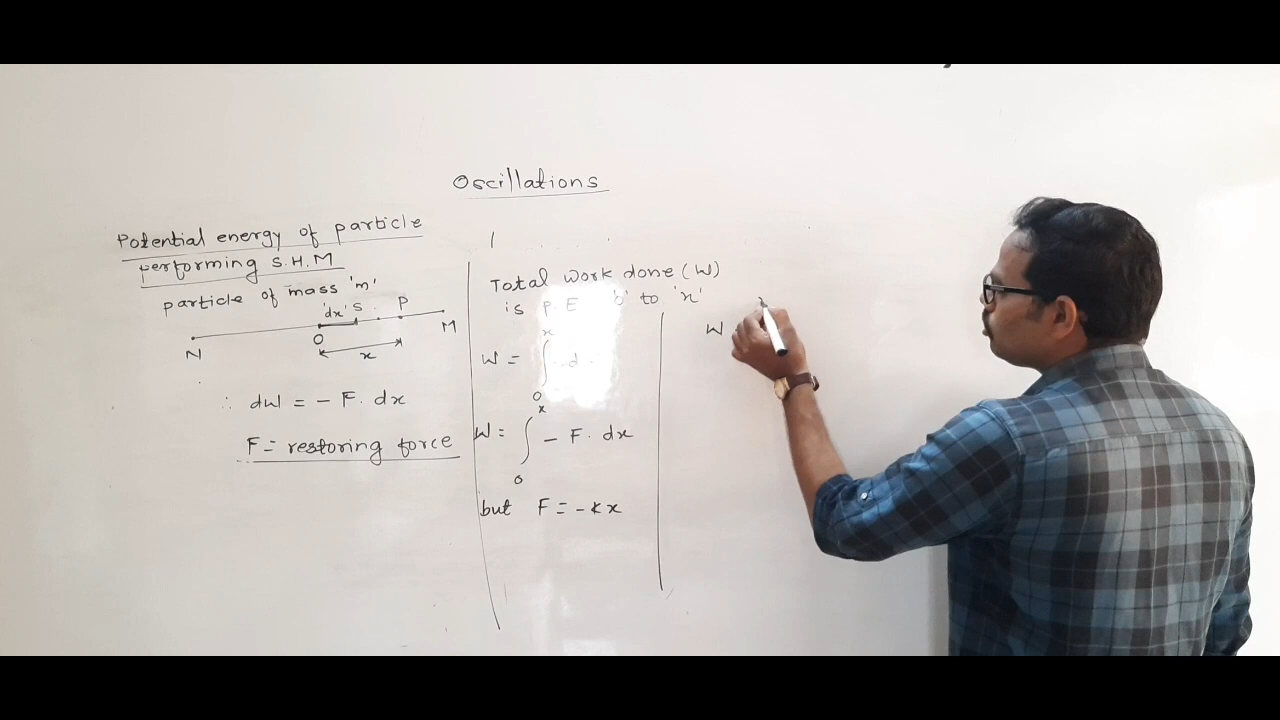 Oscillations
Potential energy of particle
performing S.H.M
particle of mass 'm'
'dx' S P
N O M
x
∴ dW = - F. dx
F = restoring force
Total work done (W)
is P.E to 'x'
x
W = ∫ d
0
x
W = ∫ - F. dx
0
but F = - kx
W